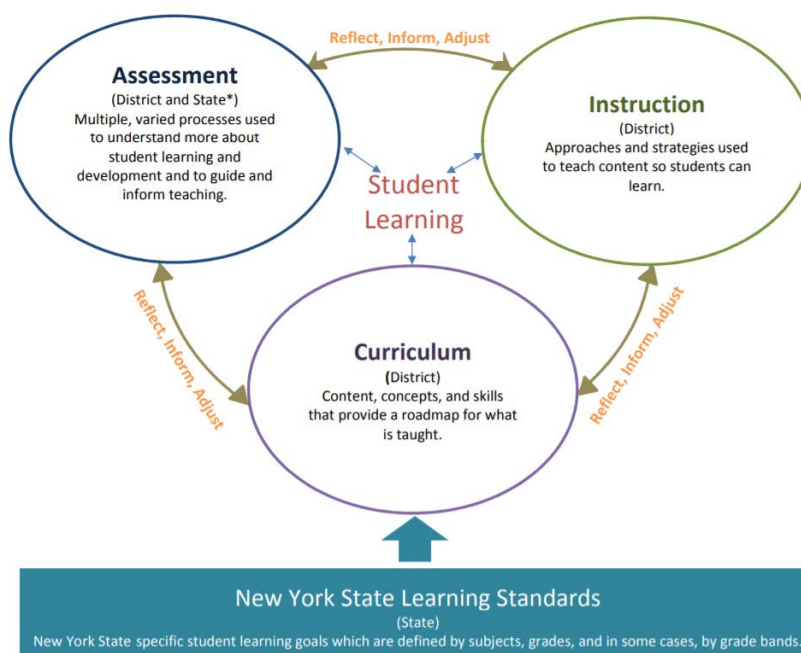 Reflect, Inform, Adjust
Assessment
(District and State*)
Multiple, varied processes used
to understand more about
student learning and
development and to guide and
inform teaching.
Instruction
(District)
Approaches and strategies used
to teach content so students can
learn.
Student
Learning
Reflect, Inform, Adjust
Reflect, Inform, Adjust
Curriculum
(District)
Content, concepts, and skills
that provide a roadmap for what
is taught.
New York State Learning Standards
(State)
New York State specific student learning goals which are defined by subjects, grades, and in some cases, by grade bands.